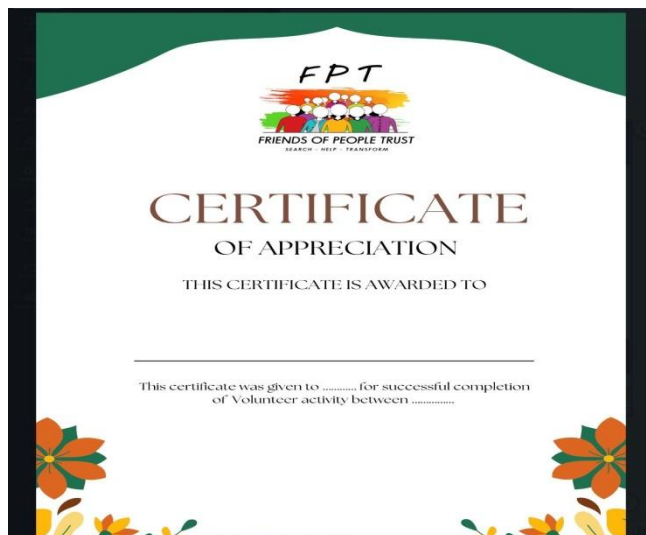 FPT
FRIENDS OF PEOPLE TRUST
SEARCH - HELP - TRANSFORM
CERTIFICATE
OF APPRECIATION
THIS CERTIFICATE IS AWARDED TO
This certificate was given to ............ for successful completion
of Volunteer activity between ..............